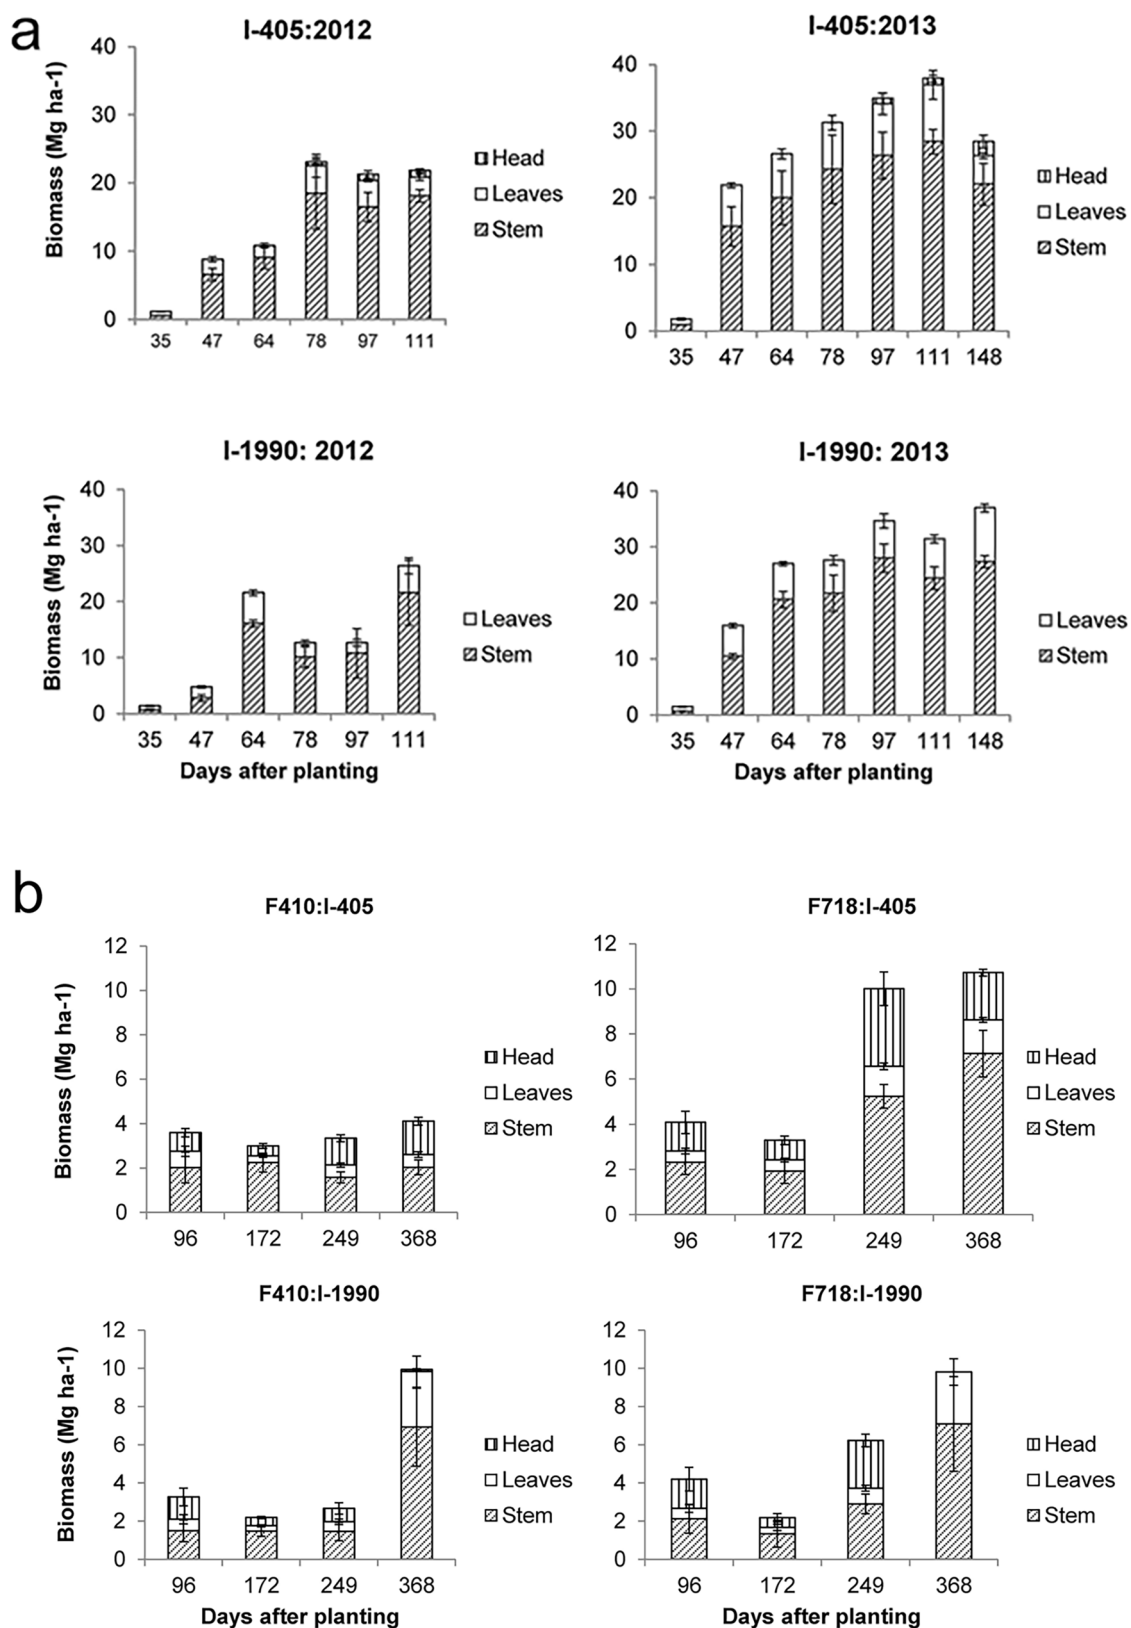 a
I-405:2012
Biomass (Mg ha-1)
40
30
20
10
0
35 47 64 78 97 111
Head
Leaves
Stem
I-405:2013
40
30
20
10
0
35 47 64 78 97 111 148
Head
Leaves
Stem
I-1990: 2012
Biomass (Mg ha-1)
40
30
20
10
0
35 47 64 78 97 111
Days after planting
Leaves
Stem
I-1990: 2013
40
30
20
10
0
35 47 64 78 97 111 148
Days after planting
Leaves
Stem
b
F410:I-405
Biomass (Mg ha-1)
12
10
8
6
4
2
0
96 172 249 368
Head
Leaves
Stem
F718:I-405
12
10
8
6
4
2
0
96 172 249 368
Head
Leaves
Stem
F410:I-1990
Biomass (Mg ha-1)
12
10
8
6
4
2
0
96 172 249 368
Days after planting
Head
Leaves
Stem
F718:I-1990
12
10
8
6
4
2
0
96 172 249 368
Days after planting
Head
Leaves
Stem